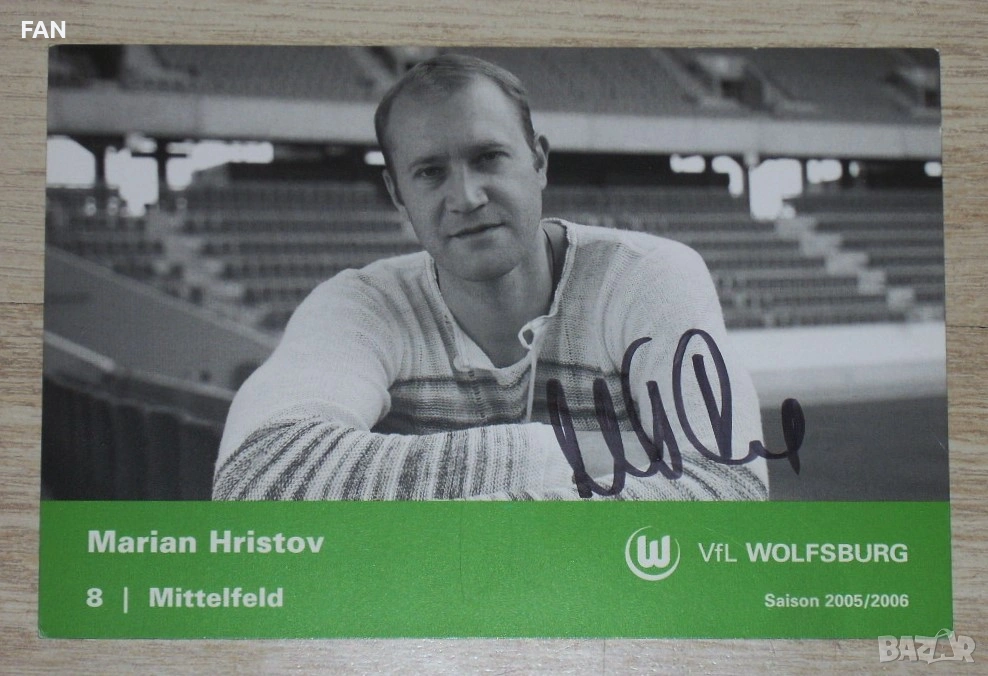 FAN
Marian Hristov
8 | Mittelfeld
W VfL WOLFSBURG
Saison 2005/2006
BAZAR